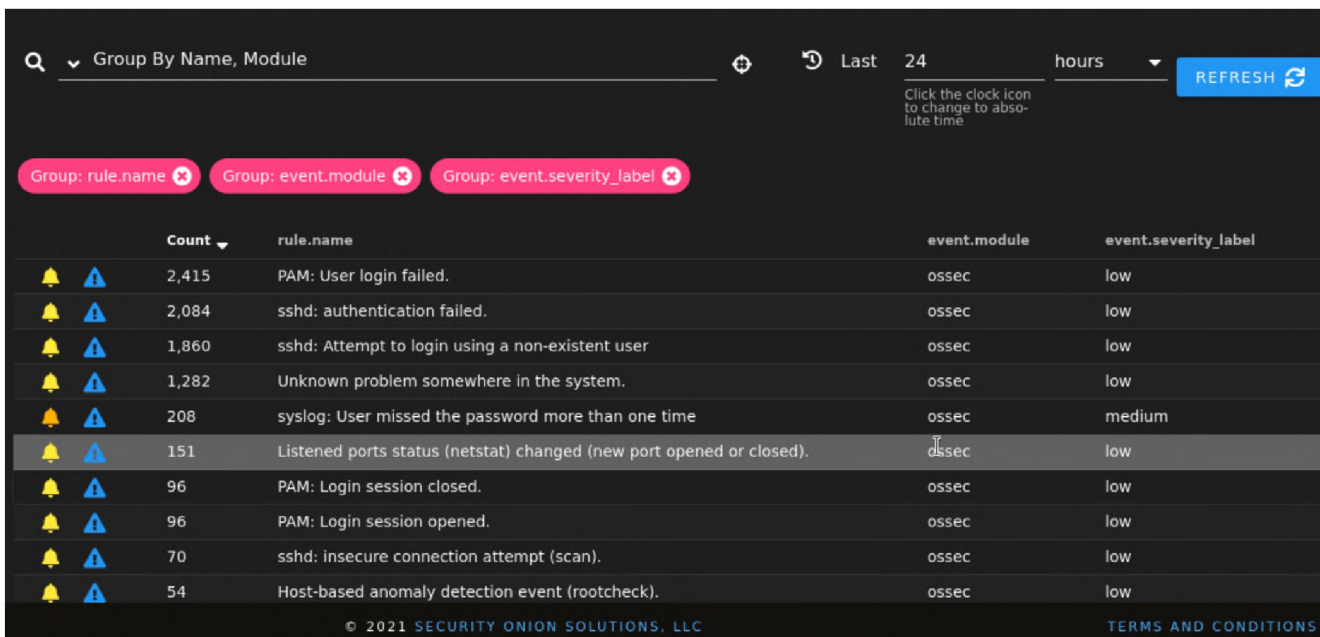 Group By Name, Module
Last 24 hours
REFRESH
Click the clock icon
to change to abso-
lute time
Group: rule.name Group: event.module Group: event.severity_label
Count rule.name event.module event.severity_label
2,415 PAM: User login failed. ossec low
2,084 sshd: authentication failed. ossec low
1,860 sshd: Attempt to login using a non-existent user ossec low
1,282 Unknown problem somewhere in the system. ossec low
208 syslog: User missed the password more than one time ossec medium
151 Listened ports status (netstat) changed (new port opened or closed). ossec low
96 PAM: Login session closed. ossec low
96 PAM: Login session opened. ossec low
70 sshd: insecure connection attempt (scan). ossec low
54 Host-based anomaly detection event (rootcheck). ossec low
© 2021 SECURITY ONION SOLUTIONS, LLC TERMS AND CONDITIONS